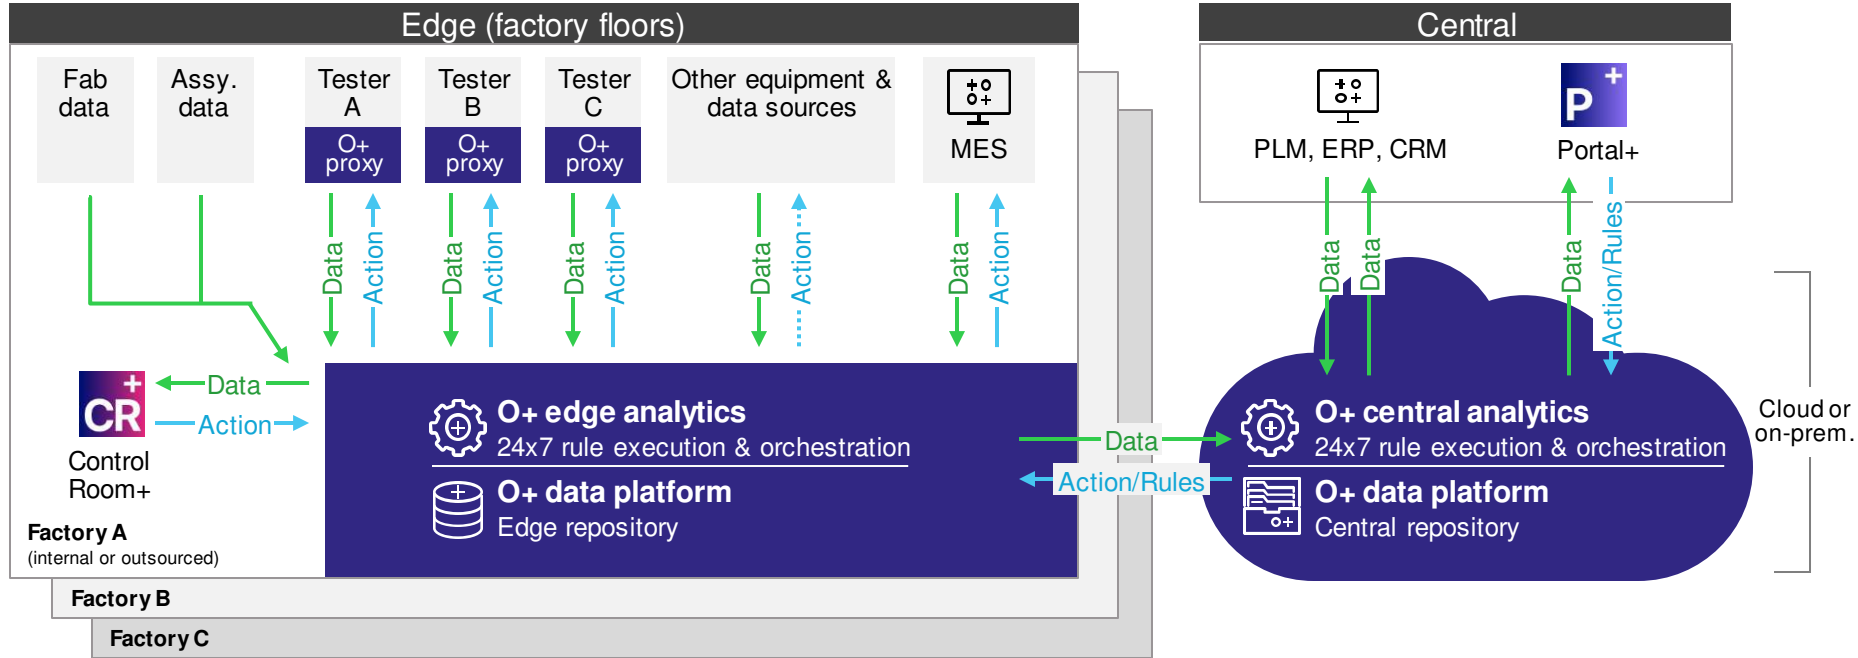 Edge (factory floors)
Central
Fab
data
Assy.
data
Tester
A
O+
proxy
Tester
B
O+
proxy
Tester
C
O+
proxy
Other equipment &
data sources
MES
PLM, ERP, CRM
P+
Portal+
Data
Action
Data
Action
Data
Action
Data
Action
Data
Action
Data
Data
Data
Action/Rules
CR+
Data
Action
Control
Room+
O+ edge analytics
24x7 rule execution & orchestration
O+ data platform
Edge repository
Data
Action/Rules
O+ central analytics
24x7 rule execution & orchestration
O+ data platform
Central repository
Cloud or
on-prem.
Factory A
(internal or outsourced)
Factory B
Factory C